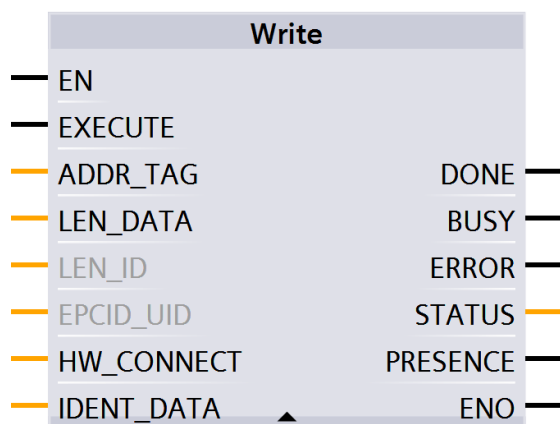 Write
EN
EXECUTE
ADDR_TAG DONE
LEN_DATA BUSY
LEN_ID ERROR
EPCID_UID STATUS
HW_CONNECT PRESENCE
IDENT_DATA ENO